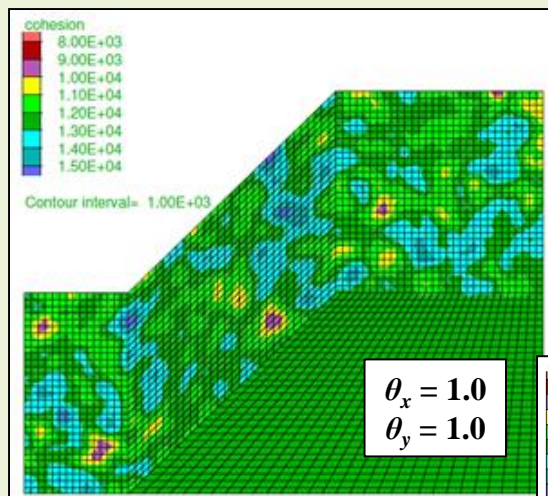 cohesion
8.00E+03
9.00E+03
1.00E+04
1.10E+04
1.20E+04
1.30E+04
1.40E+04
1.50E+04
Contour interval= 1.00E+03
θx = 1.0
θy = 1.0